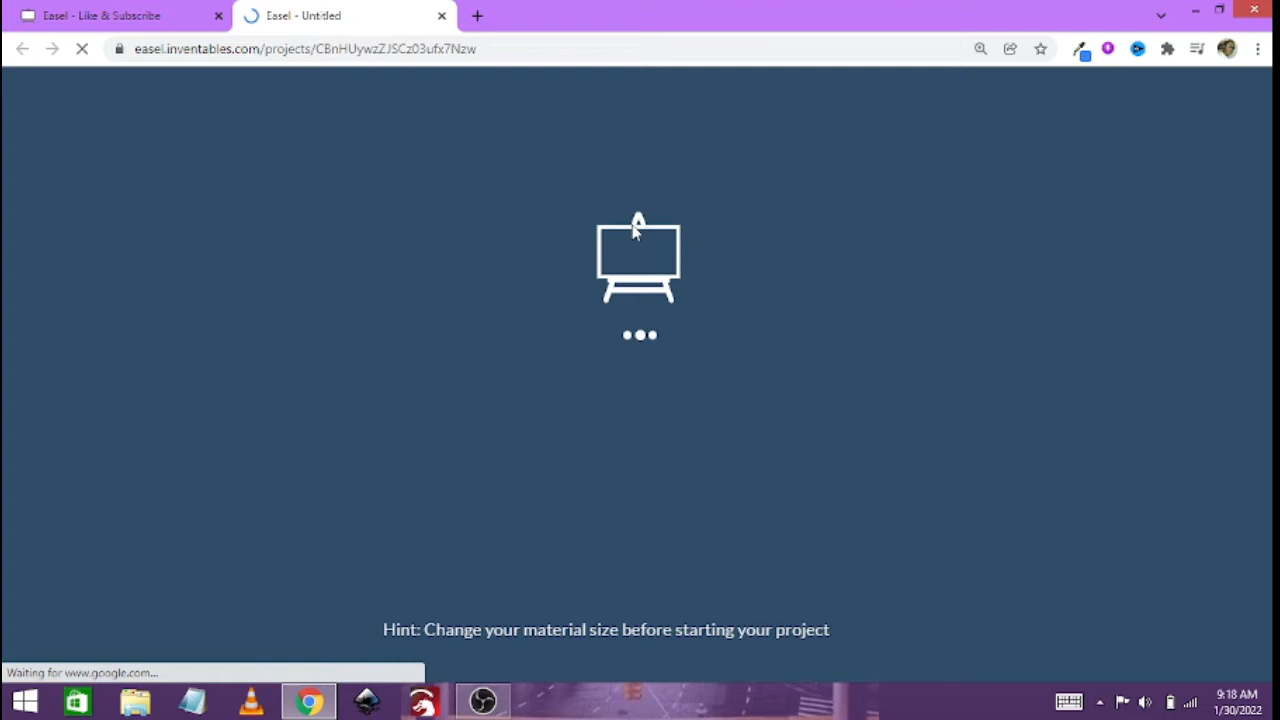 Easel - Like & Subscribe
Easel - Untitled
easel.inventables.com/projects/CBnHUywzZJSCz03ufx7Nzw
Hint: Change your material size before starting your project
Waiting for www.google.com...
9:18 AM
1/30/2022